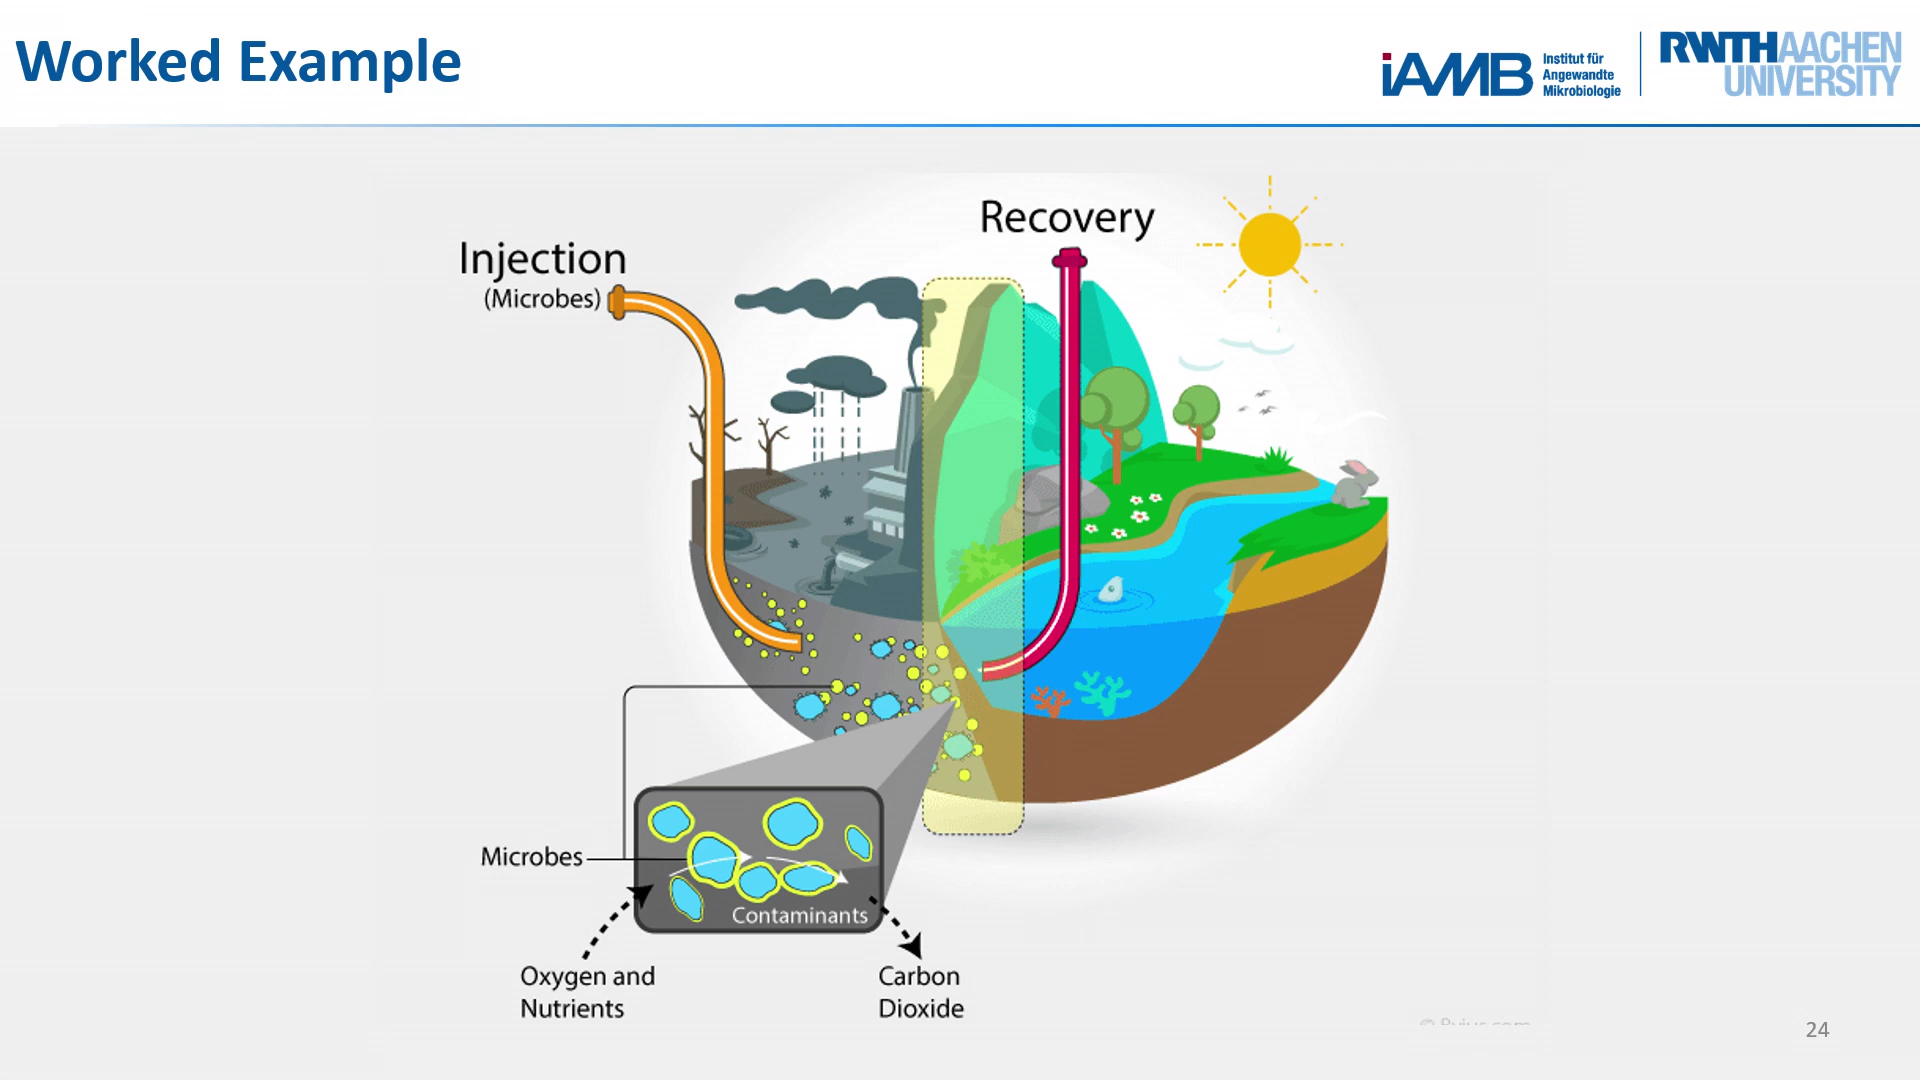 Worked Example
iAMB
Institut für
Angewandte
Mikrobiologie
RWTHAACHEN
UNIVERSITY
Recovery
Injection
(Microbes)
Microbes
Contaminants
Oxygen and
Nutrients
Carbon
Dioxide
24